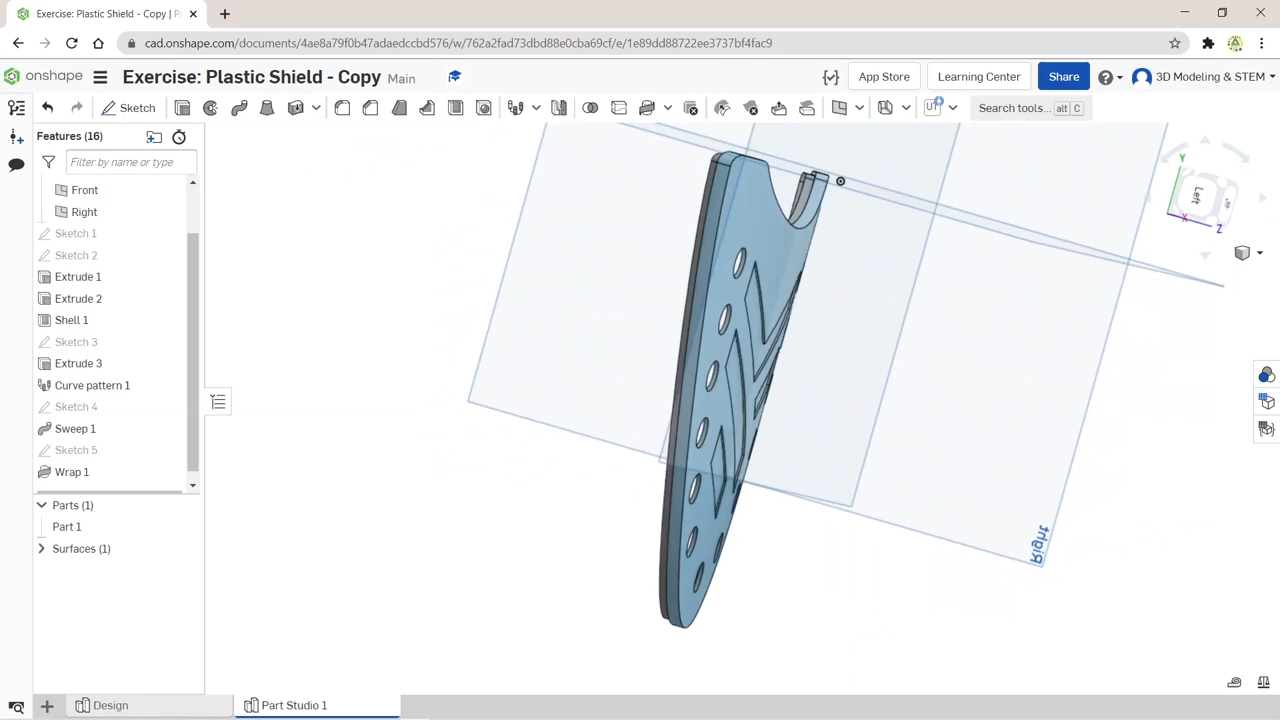 Exercise: Plastic Shield - Copy | P
cad.onshape.com/documents/4ae8a79f0b47adaedccbd576/w/762a2fad73dbd88e0cba69cf/e/1e89dd88722ee3737bf4fac9
onshape
Exercise: Plastic Shield - Copy Main
App Store
Learning Center
Share
3D Modeling & STEM
Sketch
Search tools... alt C
Features (16)
Filter by name or type
Front
Right
Sketch 1
Sketch 2
Extrude 1
Extrude 2
Shell 1
Sketch 3
Extrude 3
Curve pattern 1
Sketch 4
Sweep 1
Sketch 5
Wrap 1
Parts (1)
Part 1
Surfaces (1)
Right
Y
Left
X
Z
Design
Part Studio 1